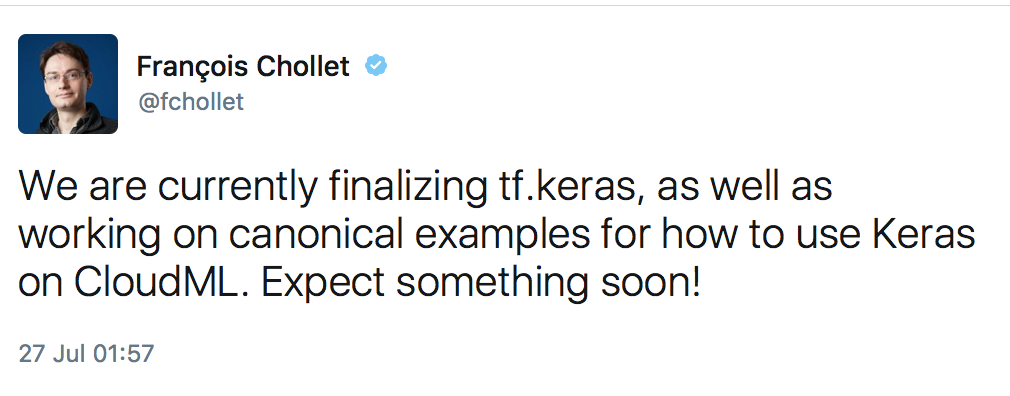 François Chollet
@fchollet
We are currently finalizing tf.keras, as well as
working on canonical examples for how to use Keras
on CloudML. Expect something soon!
27 Jul 01:57